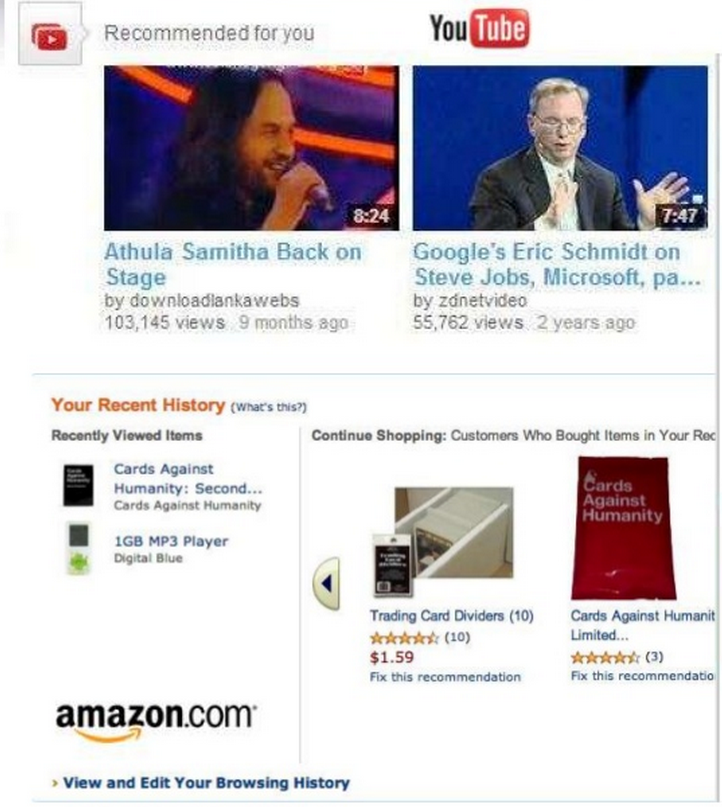 Recommended for you
You Tube
8:24
7:47
Athula Samitha Back on
Stage
by downloadlankawebs
103,145 views 9 months ago
Google's Eric Schmidt on
Steve Jobs, Microsoft, pa...
by zdnetvideo
55,762 views 2 years ago
Your Recent History (What's this?)
Recently Viewed Items
Cards Against
Humanity: Second...
Cards Against Humanity
1GB MP3 Player
Digital Blue
Continue Shopping: Customers Who Bought Items in Your Rec
Cards
Against
Humanity
Trading Card Dividers (10)
(10)
$1.59
Fix this recommendation
Cards Against Humanit
Limited...
(3)
Fix this recommendatio
amazon.com
› View and Edit Your Browsing History